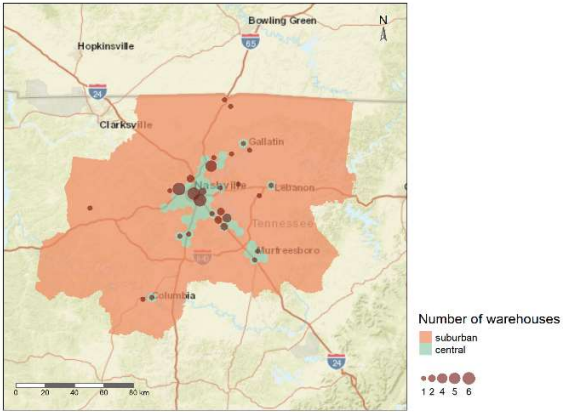 Bowling Green
N
65
Hopkinsville
24
Clarksville
Gallatin
Nashville
Lebanon
Tennessee
Murfreesboro
Columbia
24
0 20 40 60 80 km
Number of warehouses
suburban
central
1 2 4 5 6